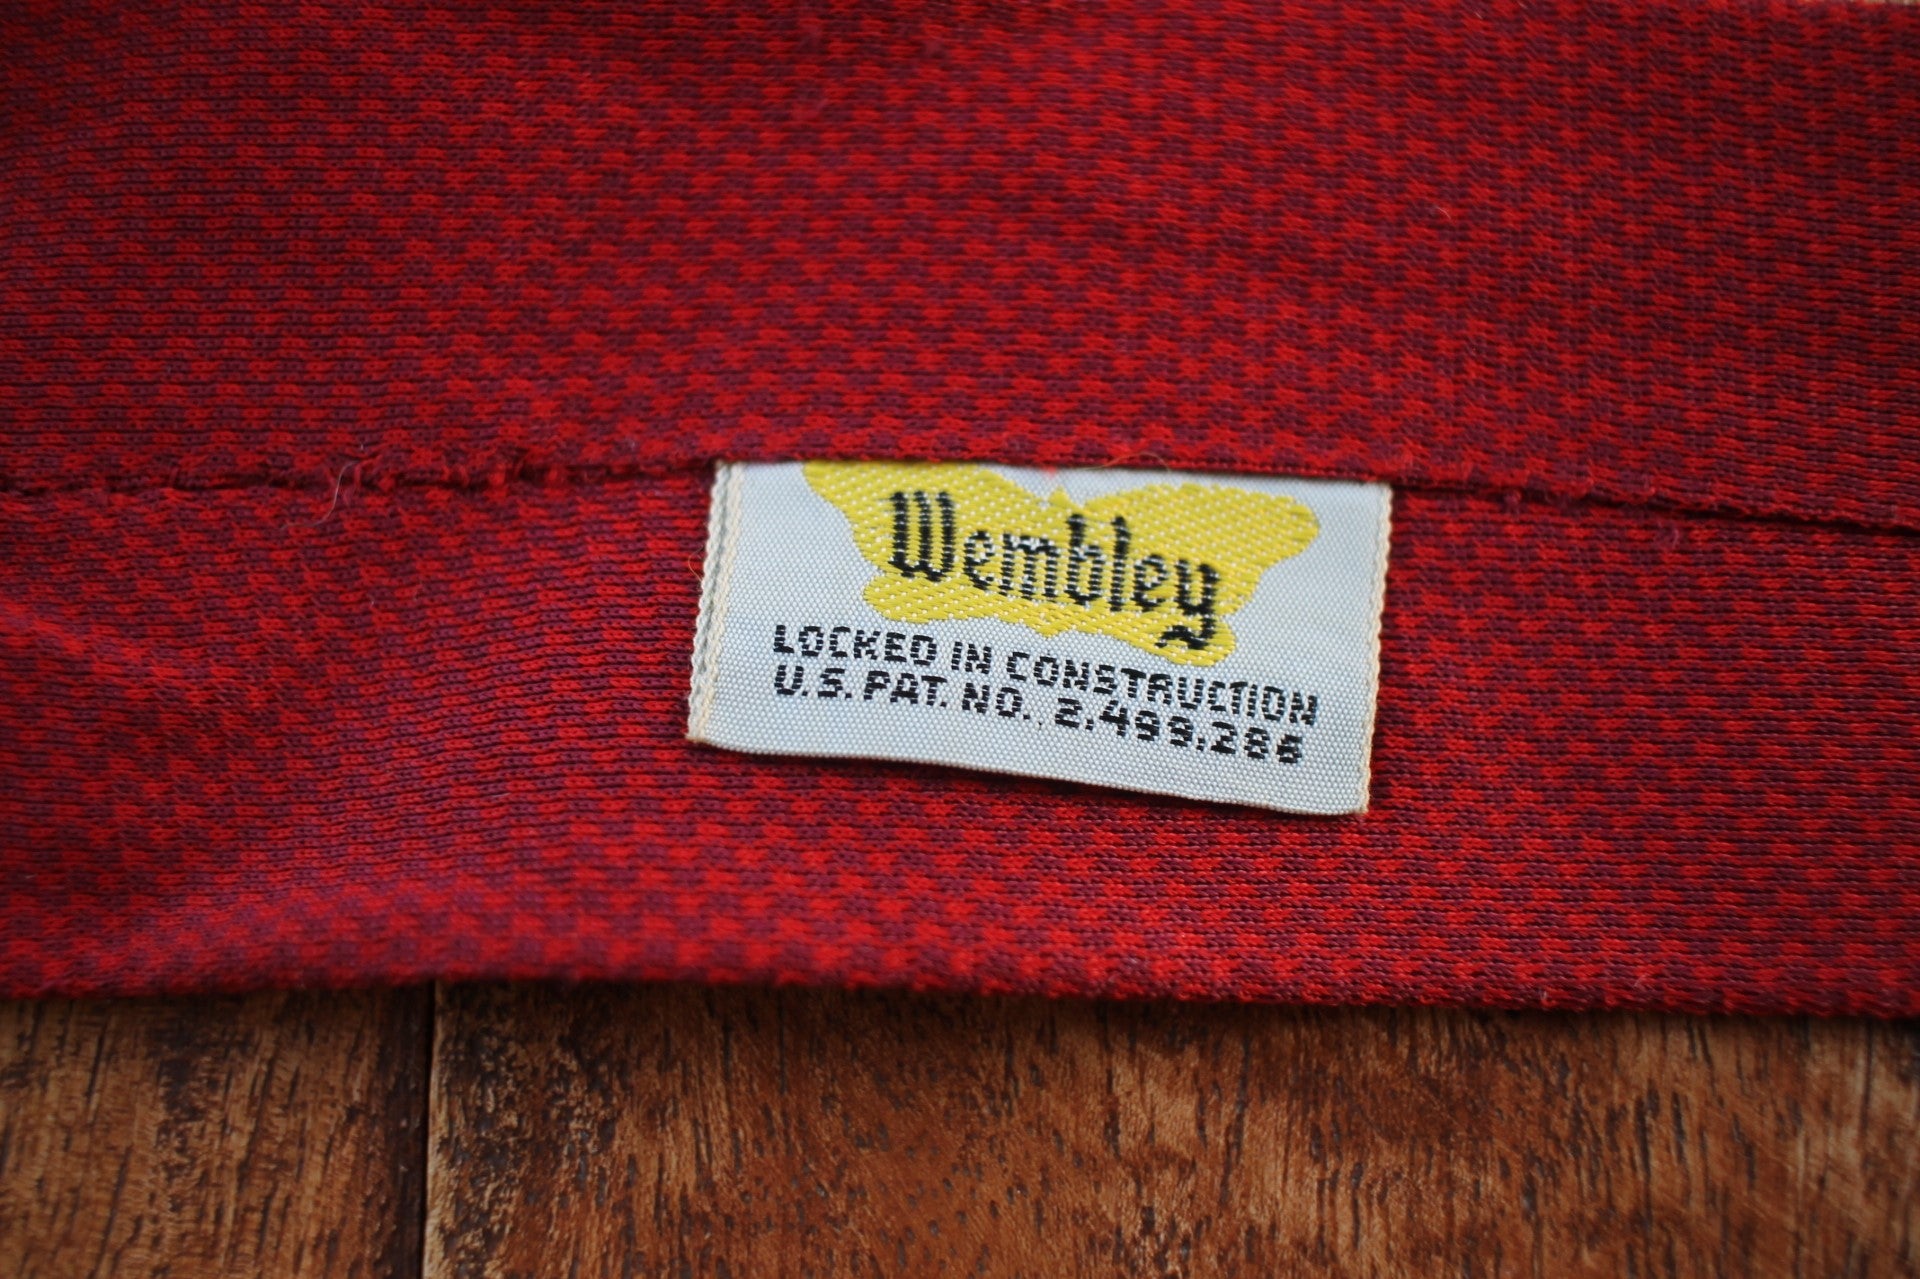 Wembley
LOCKED IN CONSTRUCTION
U.S. PAT. NO. 2,499,286